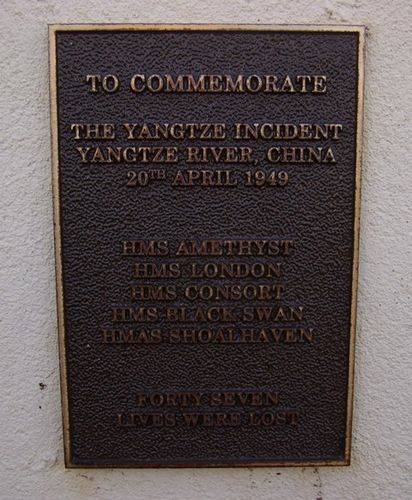 TO COMMEMORATE
THE YANGTZE INCIDENT
YANGTZE RIVER, CHINA
20TH APRIL 1949
HMS AMETHYST
HMS LONDON
HMS CONSORT
HMS BLACK SWAN
HMAS SHOALHAVEN
FORTY SEVEN
LIVES WERE LOST